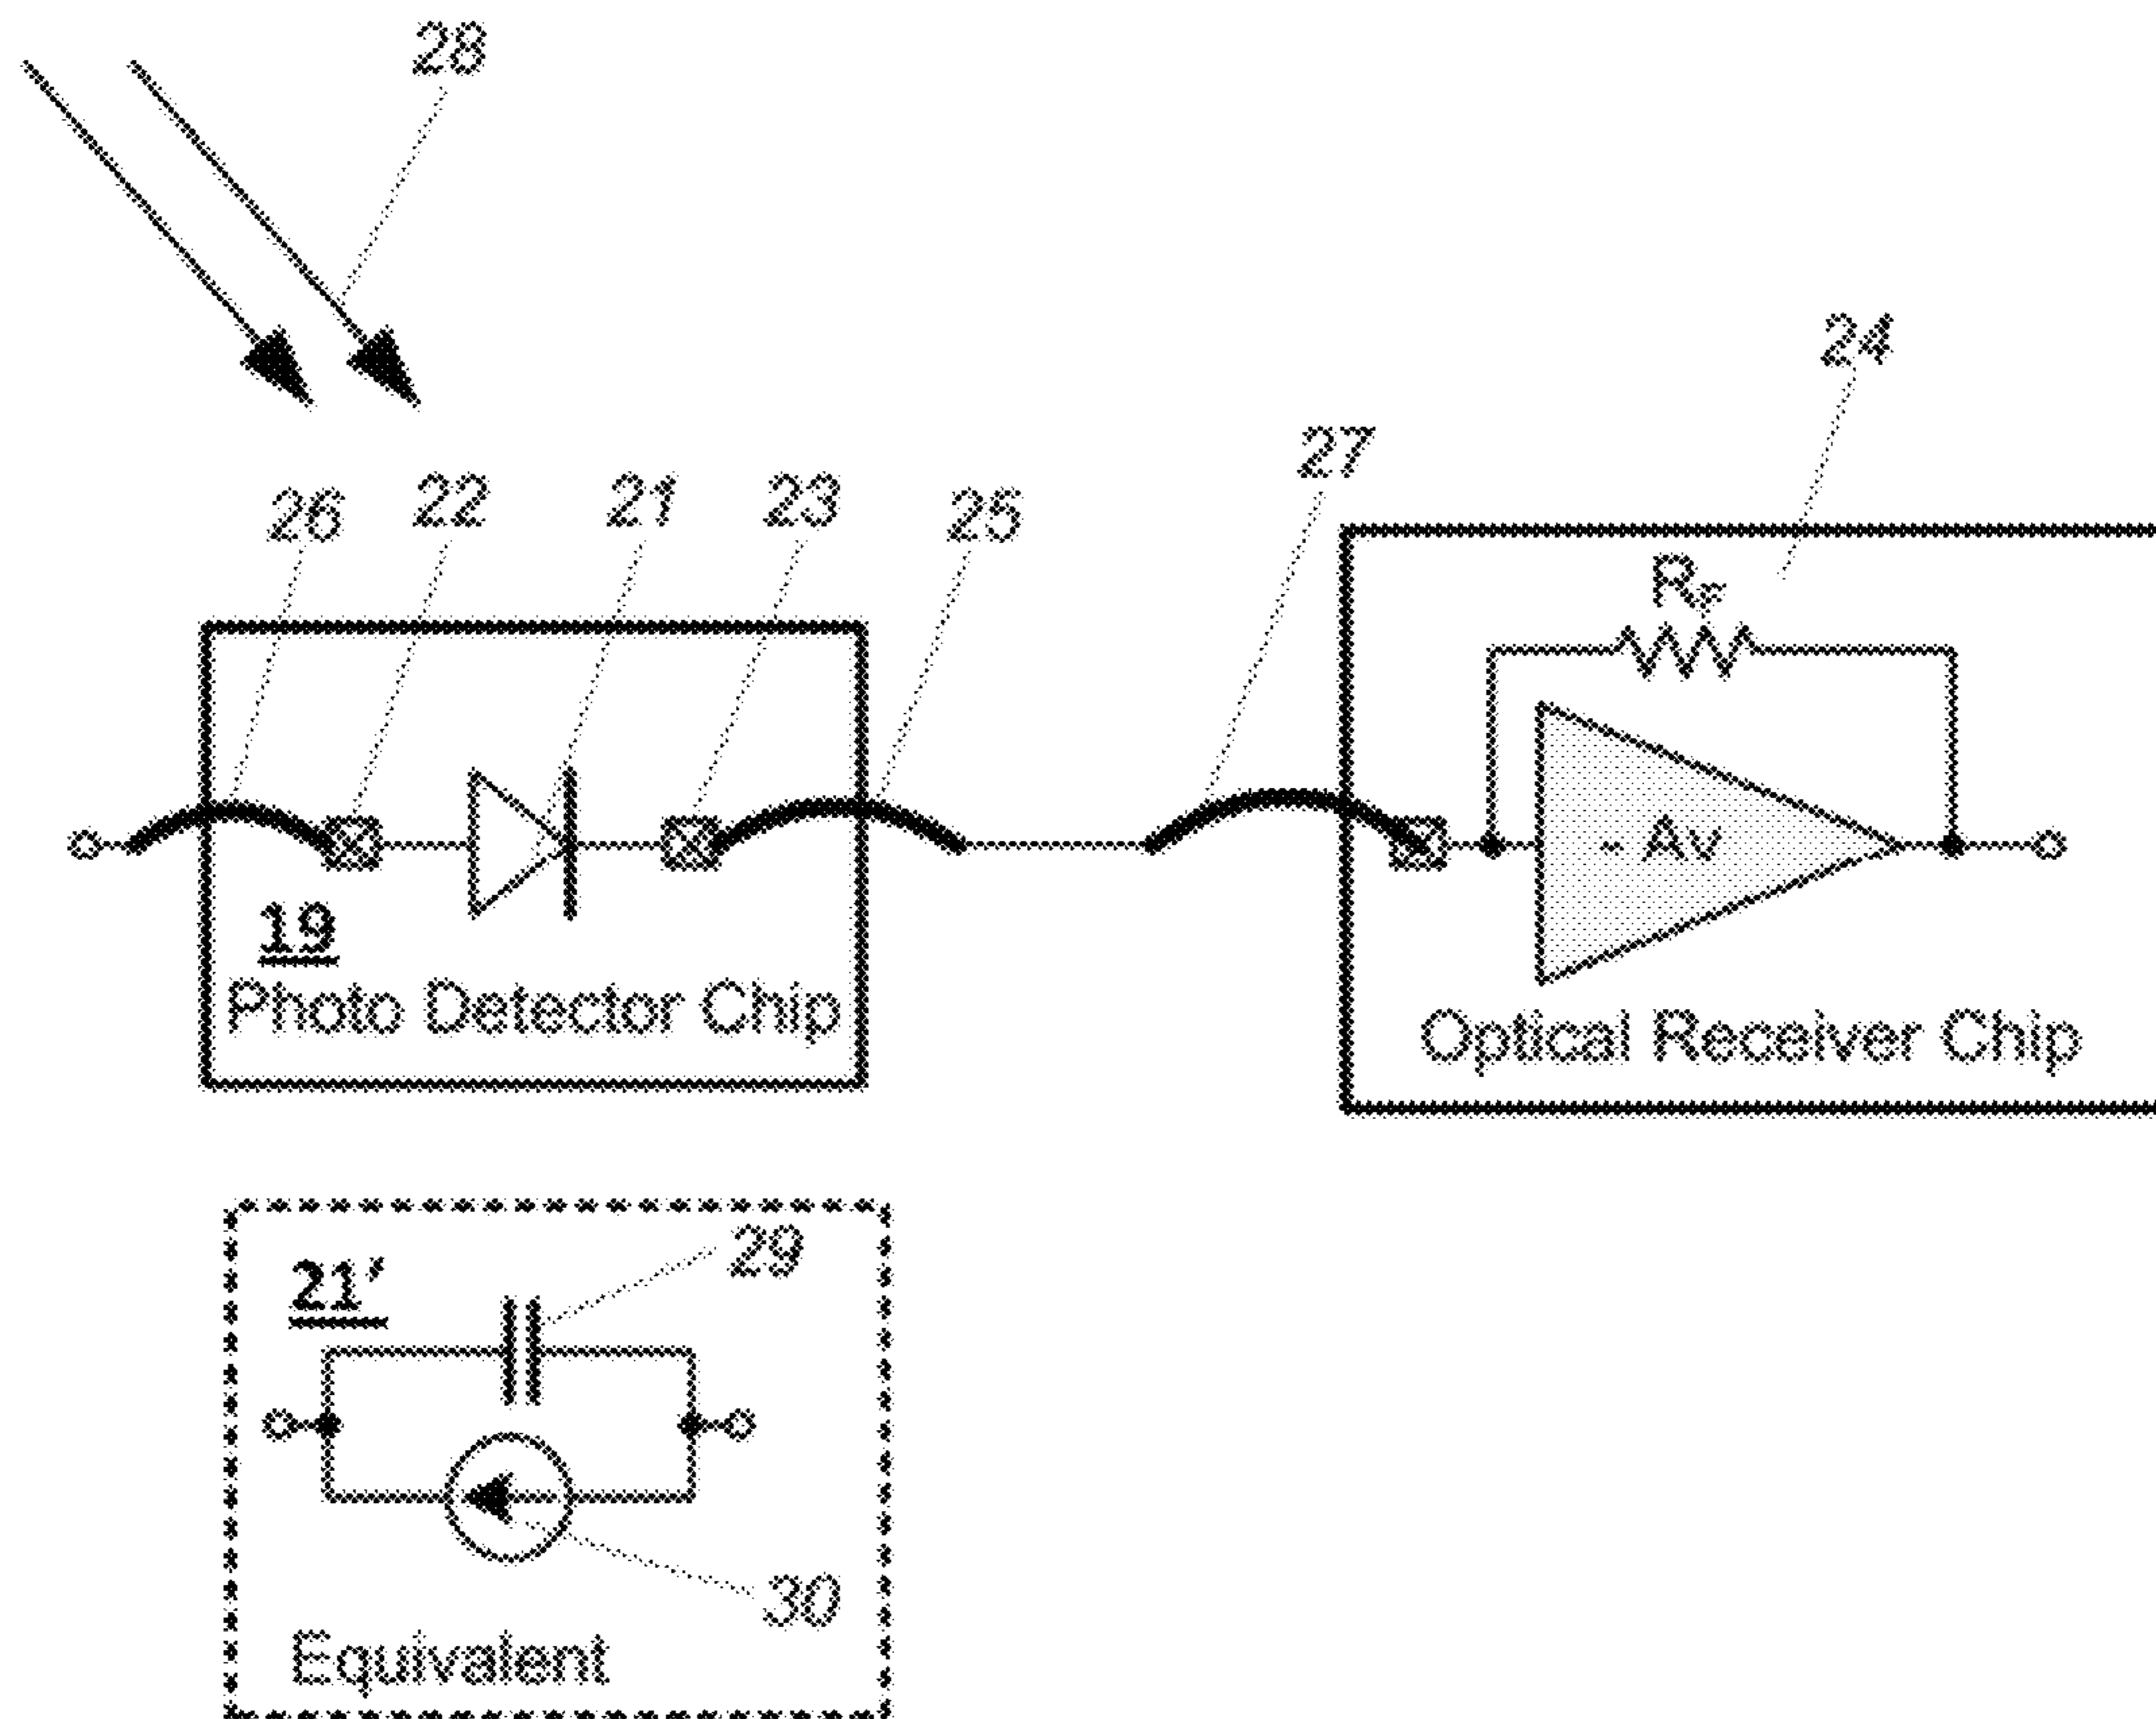 28
24
27
26
22
21
23
25
R_F
- Av
19
Photo Detector Chip
Optical Receiver Chip
21'
29
30
Equivalent